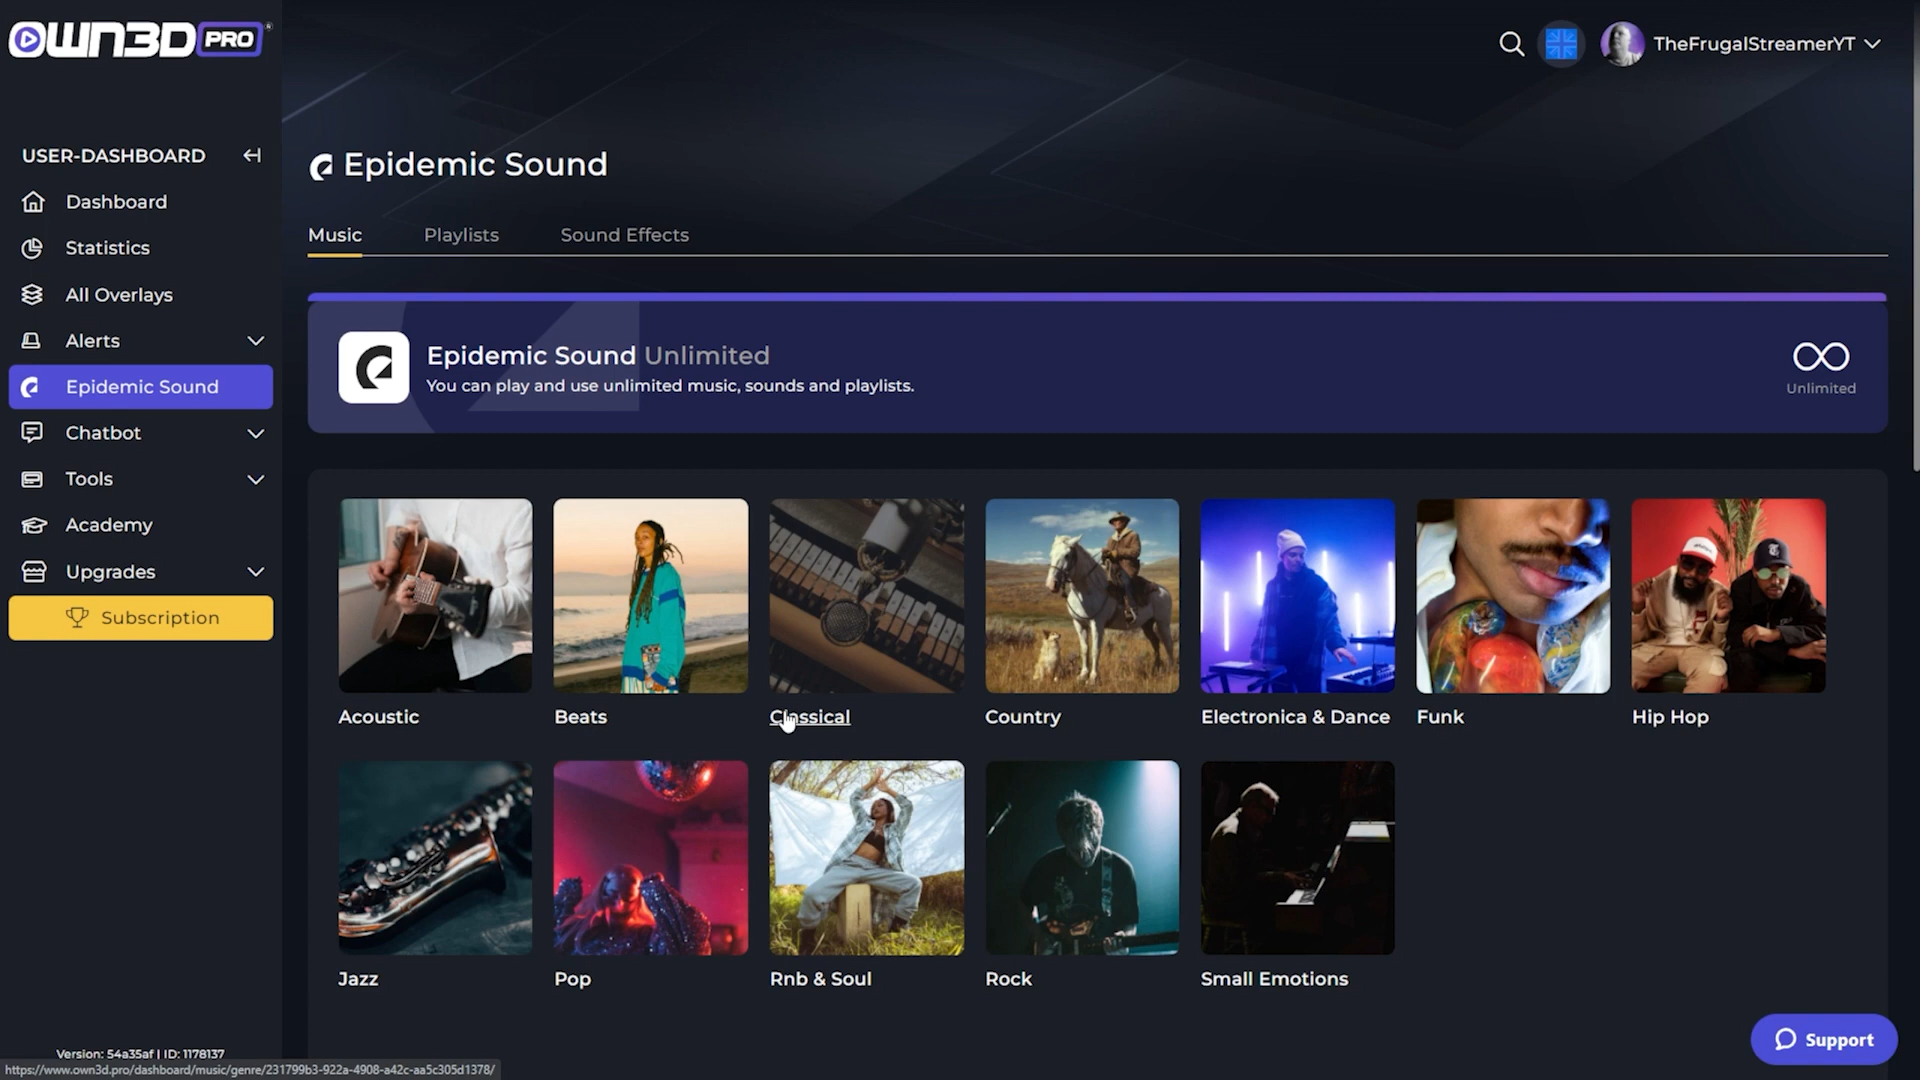 OWN3D PRO
TheFrugalStreamerYT
USER-DASHBOARD
Dashboard
Statistics
All Overlays
Alerts
Epidemic Sound
Chatbot
Tools
Academy
Upgrades
Subscription
Version: 54a35af | ID: 1178137
https://www.own3d.pro/dashboard/music/genre/231799b3-922a-4908-a42c-aa5c305d1378/
Epidemic Sound
Music Playlists Sound Effects
Epidemic Sound Unlimited
You can play and use unlimited music, sounds and playlists.
Unlimited
Acoustic Beats Classical Country Electronica & Dance Funk Hip Hop
Jazz Pop Rnb & Soul Rock Small Emotions
Support